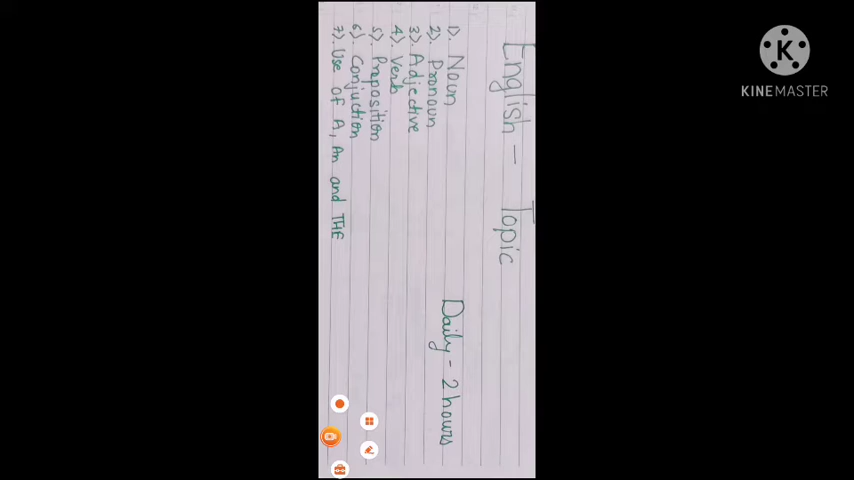 English - Topic
1). Noun
2). Pronoun
3). Adjective
4). Verb
5). Preposition
6). Conjuction
7). Use of A, An and THE
Daily - 2 hours
KINEMASTER